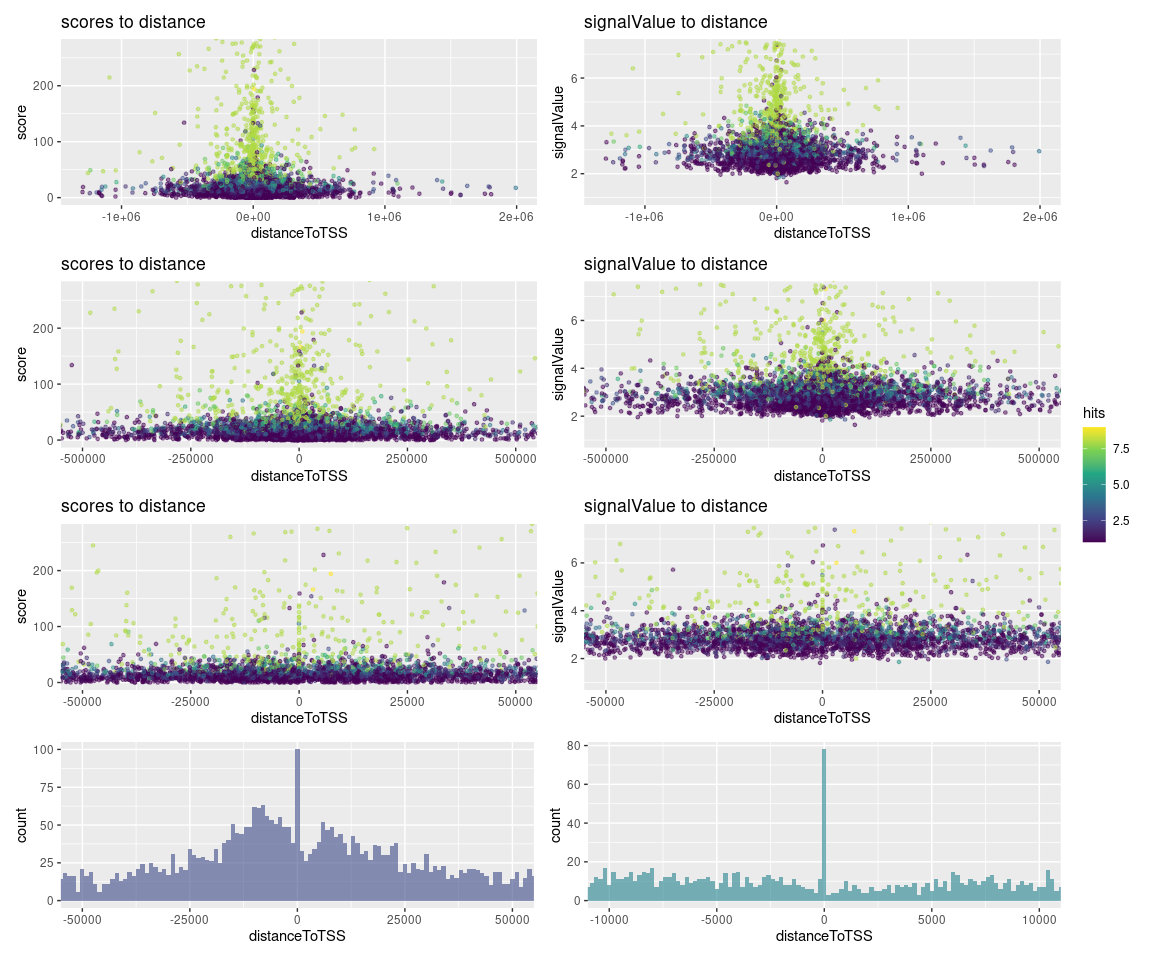 scores to distance
signalValue to distance
score
200
100
0
-1e+06
0e+00
1e+06
2e+06
distanceToTSS
signalValue
6
4
2
-1e+06
0e+00
1e+06
2e+06
distanceToTSS
scores to distance
signalValue to distance
score
200
100
0
-500000
-250000
0
250000
500000
distanceToTSS
signalValue
6
4
2
-500000
-250000
0
250000
500000
distanceToTSS
hits
7.5
5.0
2.5
scores to distance
signalValue to distance
score
200
100
0
-50000
-25000
0
25000
50000
distanceToTSS
signalValue
6
4
2
-50000
-25000
0
25000
50000
distanceToTSS
count
100
75
50
25
0
-50000
-25000
0
25000
50000
distanceToTSS
count
80
60
40
20
0
-10000
-5000
0
5000
10000
distanceToTSS